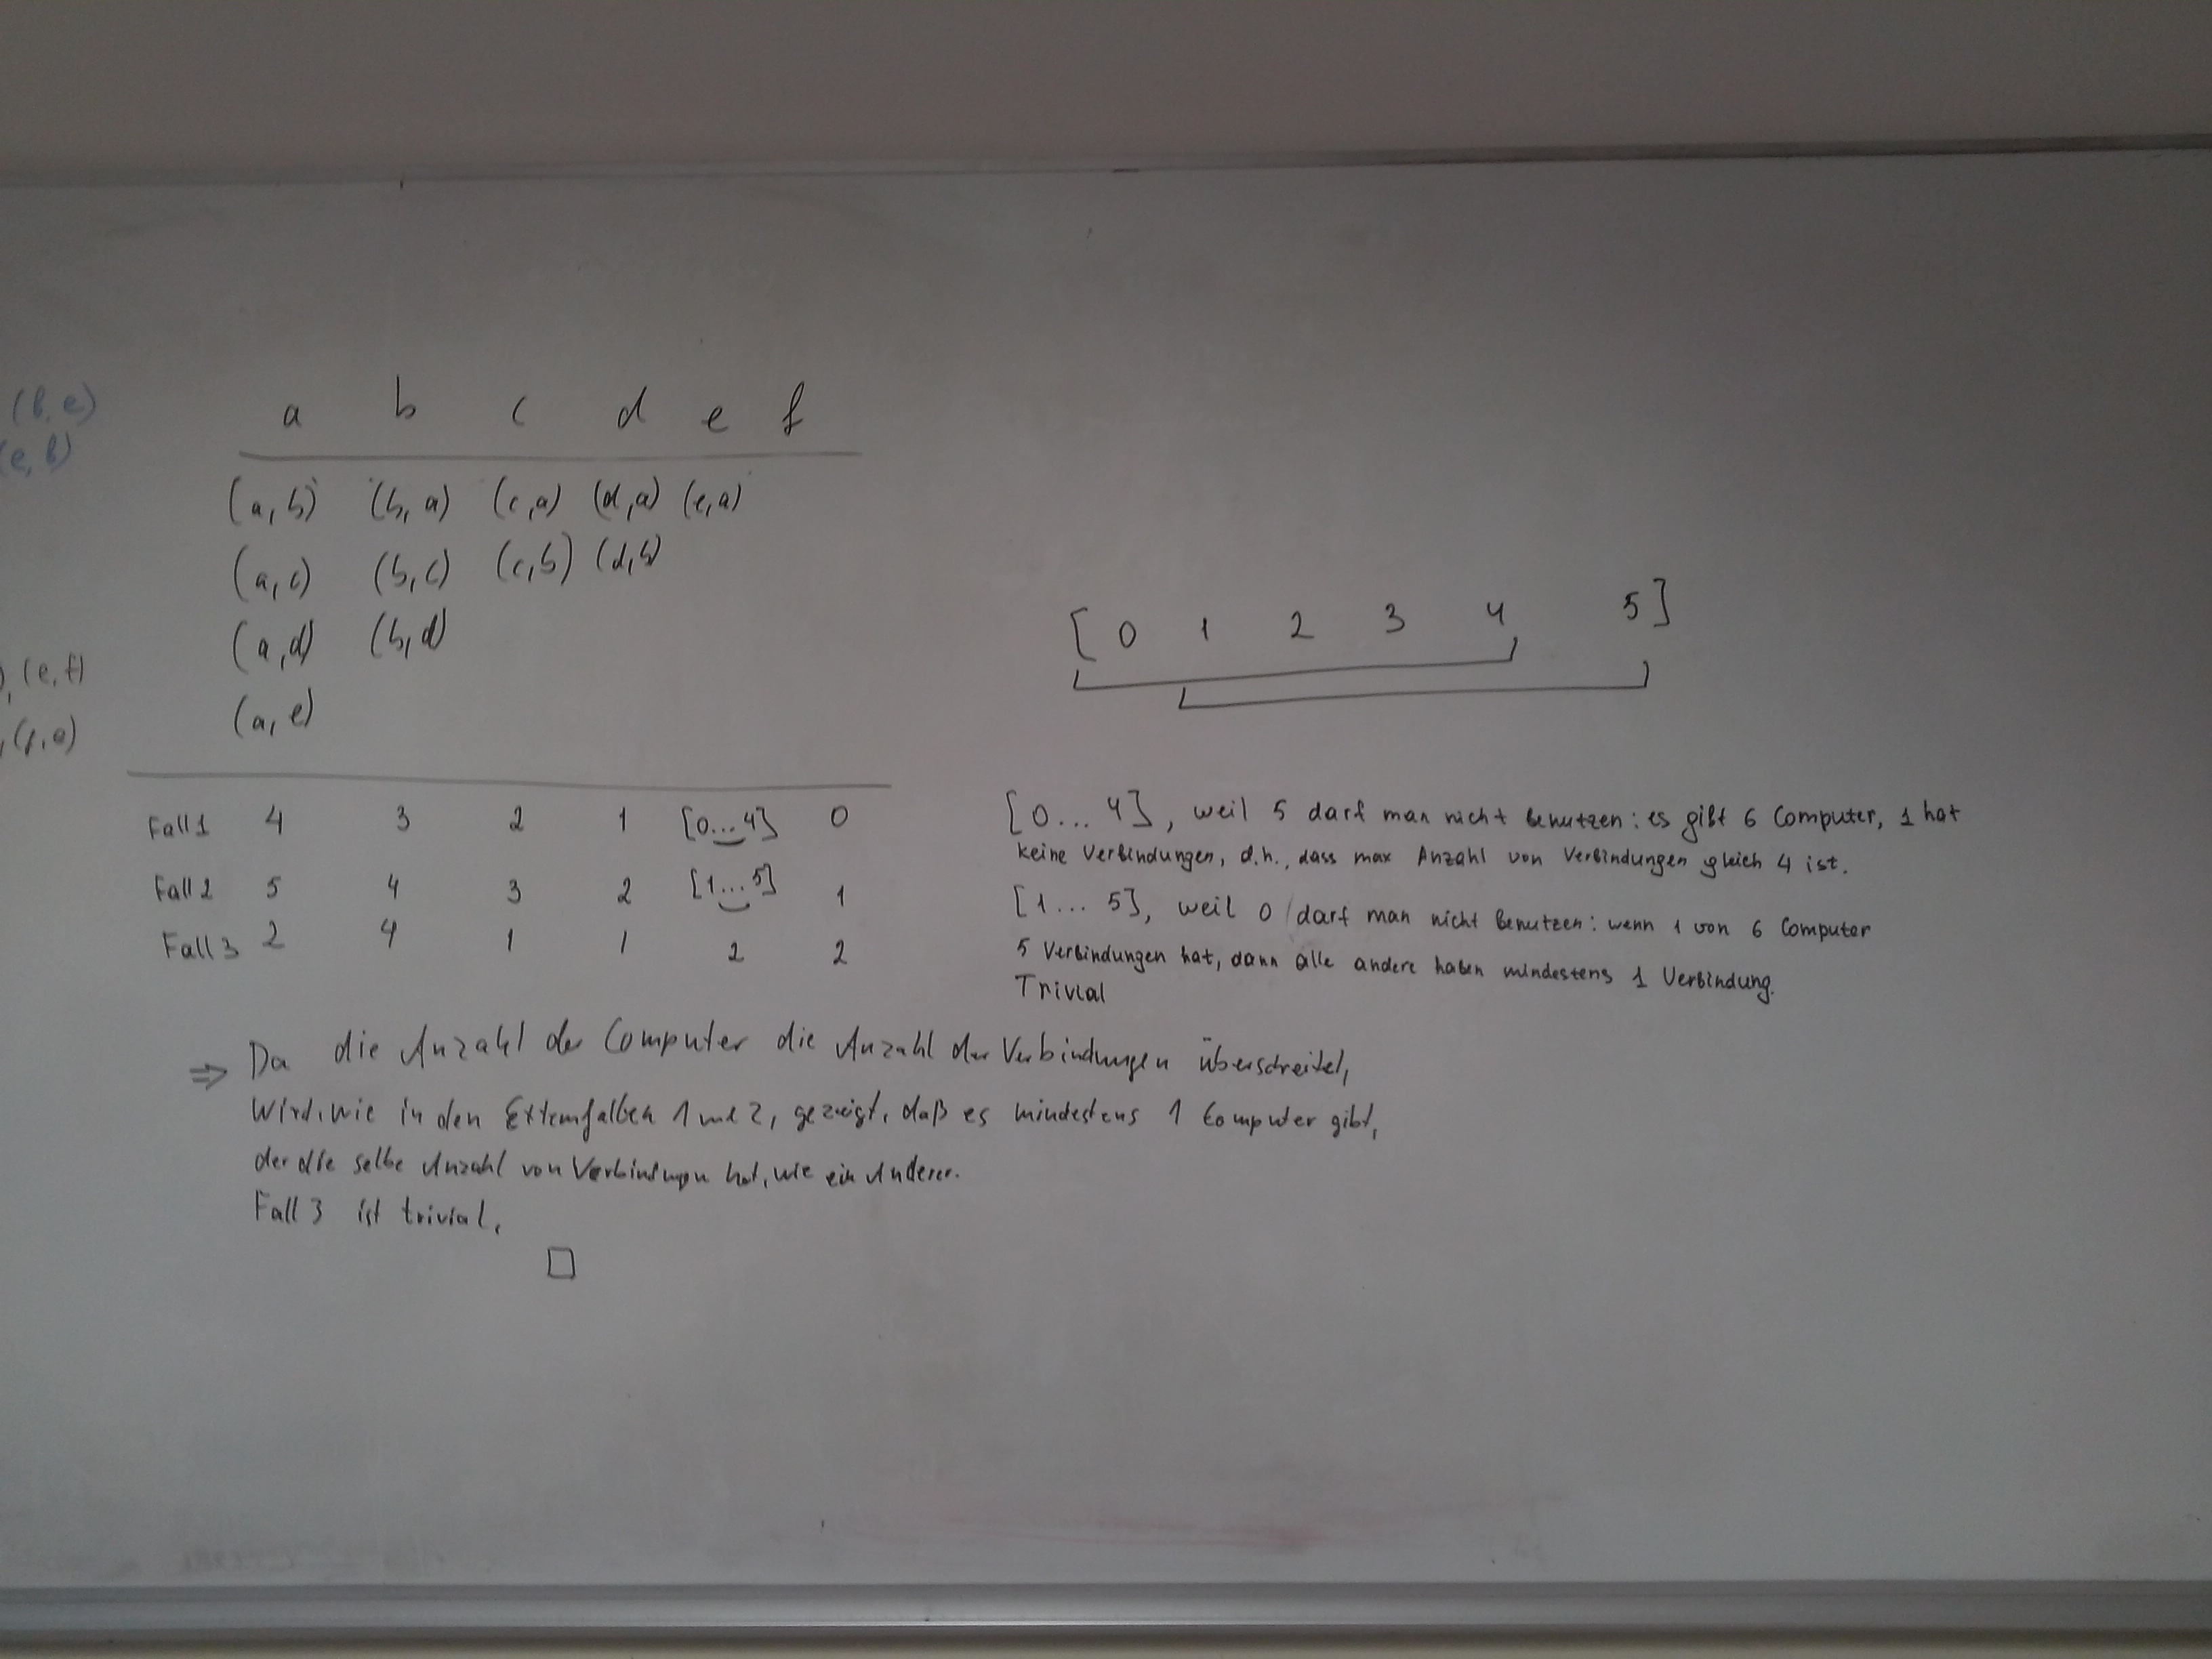 (b, e)
(e, b)
), (e, f)
, (f, e)
a b c d e f
(a, b) (b, a) (c, a) (d, a) (e, a)
(a, c) (b, c) (c, b) (d, b)
(a, d) (b, d)
(a, e)
[ 0 1 2 3 4 5 ]
Fall 1 4 3 2 1 [0...4] 0
Fall 2 5 4 3 2 [1...5] 1
Fall 3 2 4 1 1 2 2
[0... 4], weil 5 darf man nicht benutzen: es gibt 6 Computer, 1 hat
keine Verbindungen, d.h., dass max Anzahl von Verbindungen gleich 4 ist.
[1... 5], weil 0 darf man nicht benutzen: wenn 1 von 6 Computer
5 Verbindungen hat, dann alle andere haben mindestens 1 Verbindung.
Trivial
⇒ Da die Anzahl der Computer die Anzahl der Verbindungen überschreitet,
wird, wie in den Extremfällen 1 und 2, gezeigt, daß es mindestens 1 Computer gibt,
der die selbe Anzahl von Verbindungen hat, wie ein Anderer.
Fall 3 ist trivial.
□